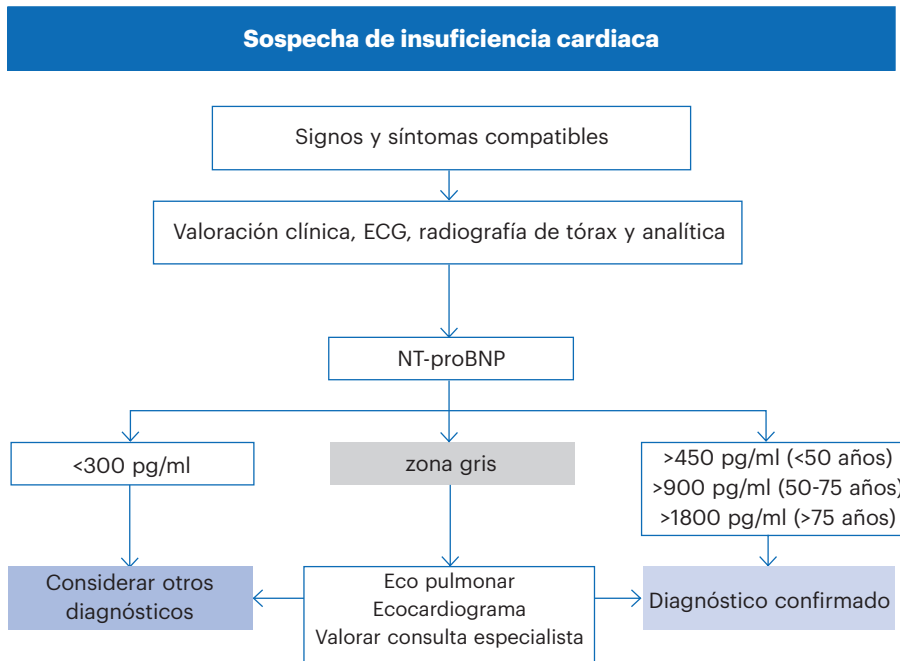 Sospecha de insuficiencia cardiaca
Signos y síntomas compatibles
Valoración clínica, ECG, radiografía de tórax y analítica
NT-proBNP
<300 pg/ml
zona gris
>450 pg/ml (<50 años)
>900 pg/ml (50-75 años)
>1800 pg/ml (>75 años)
Considerar otros
diagnósticos
Eco pulmonar
Ecocardiograma
Valorar consulta especialista
Diagnóstico confirmado